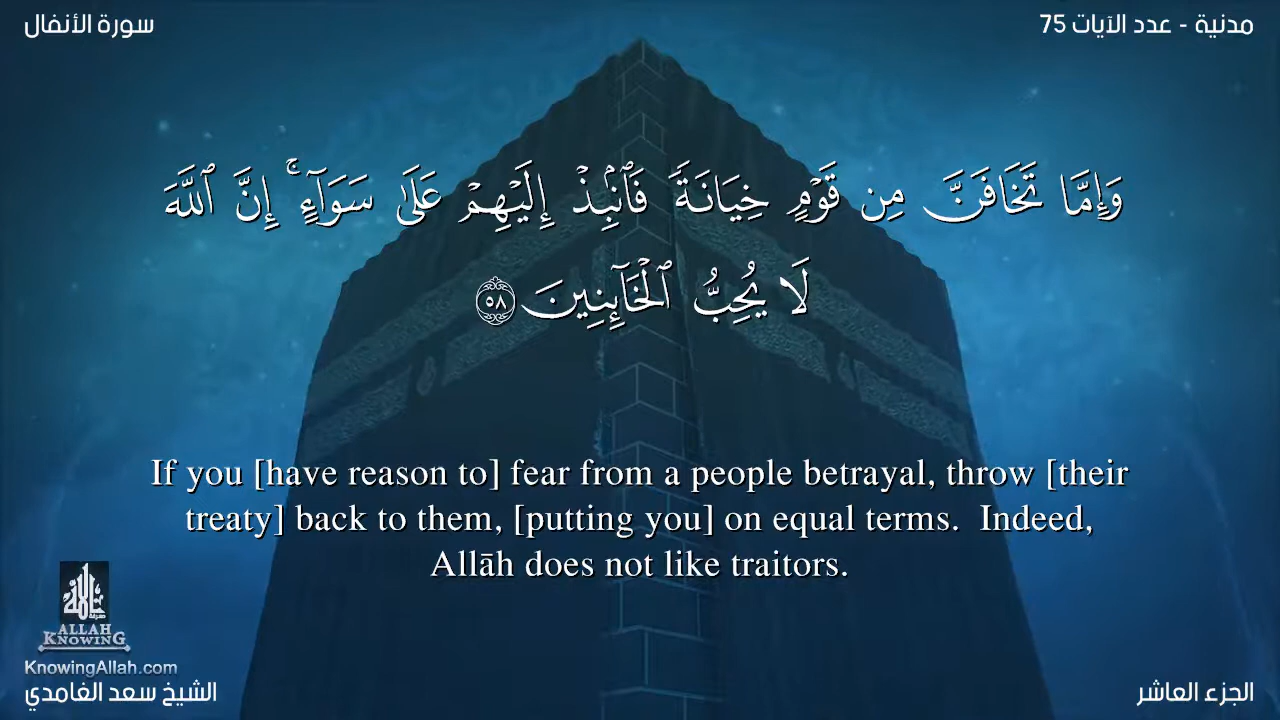 سورة الأنفال
مدنية - عدد الآيات 75
وَإِمَّا تَخَافَنَّ مِن قَوْمٍ خِيَانَةً فَٱنۢبِذْ إِلَيْهِمْ عَلَىٰ سَوَآءٍ ۚ إِنَّ ٱللَّهَ
لَا يُحِبُّ ٱلْخَآئِنِينَ ٥٨
If you [have reason to] fear from a people betrayal, throw [their
treaty] back to them, [putting you] on equal terms. Indeed,
Allāh does not like traitors.
ALLAH
KNOWING
KnowingAllah.com
الشيخ سعد الغامدي
الجزء العاشر